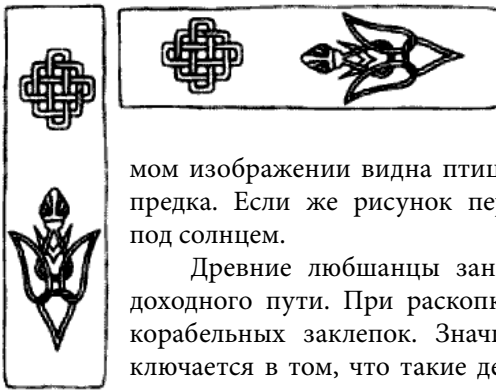 мом изображении видна птиц
предка. Если же рисунок пер
под солнцем.
Древние любшанцы зан
доходного пути. При раскопк
корабельных заклепок. Значи
ключается в том, что такие де